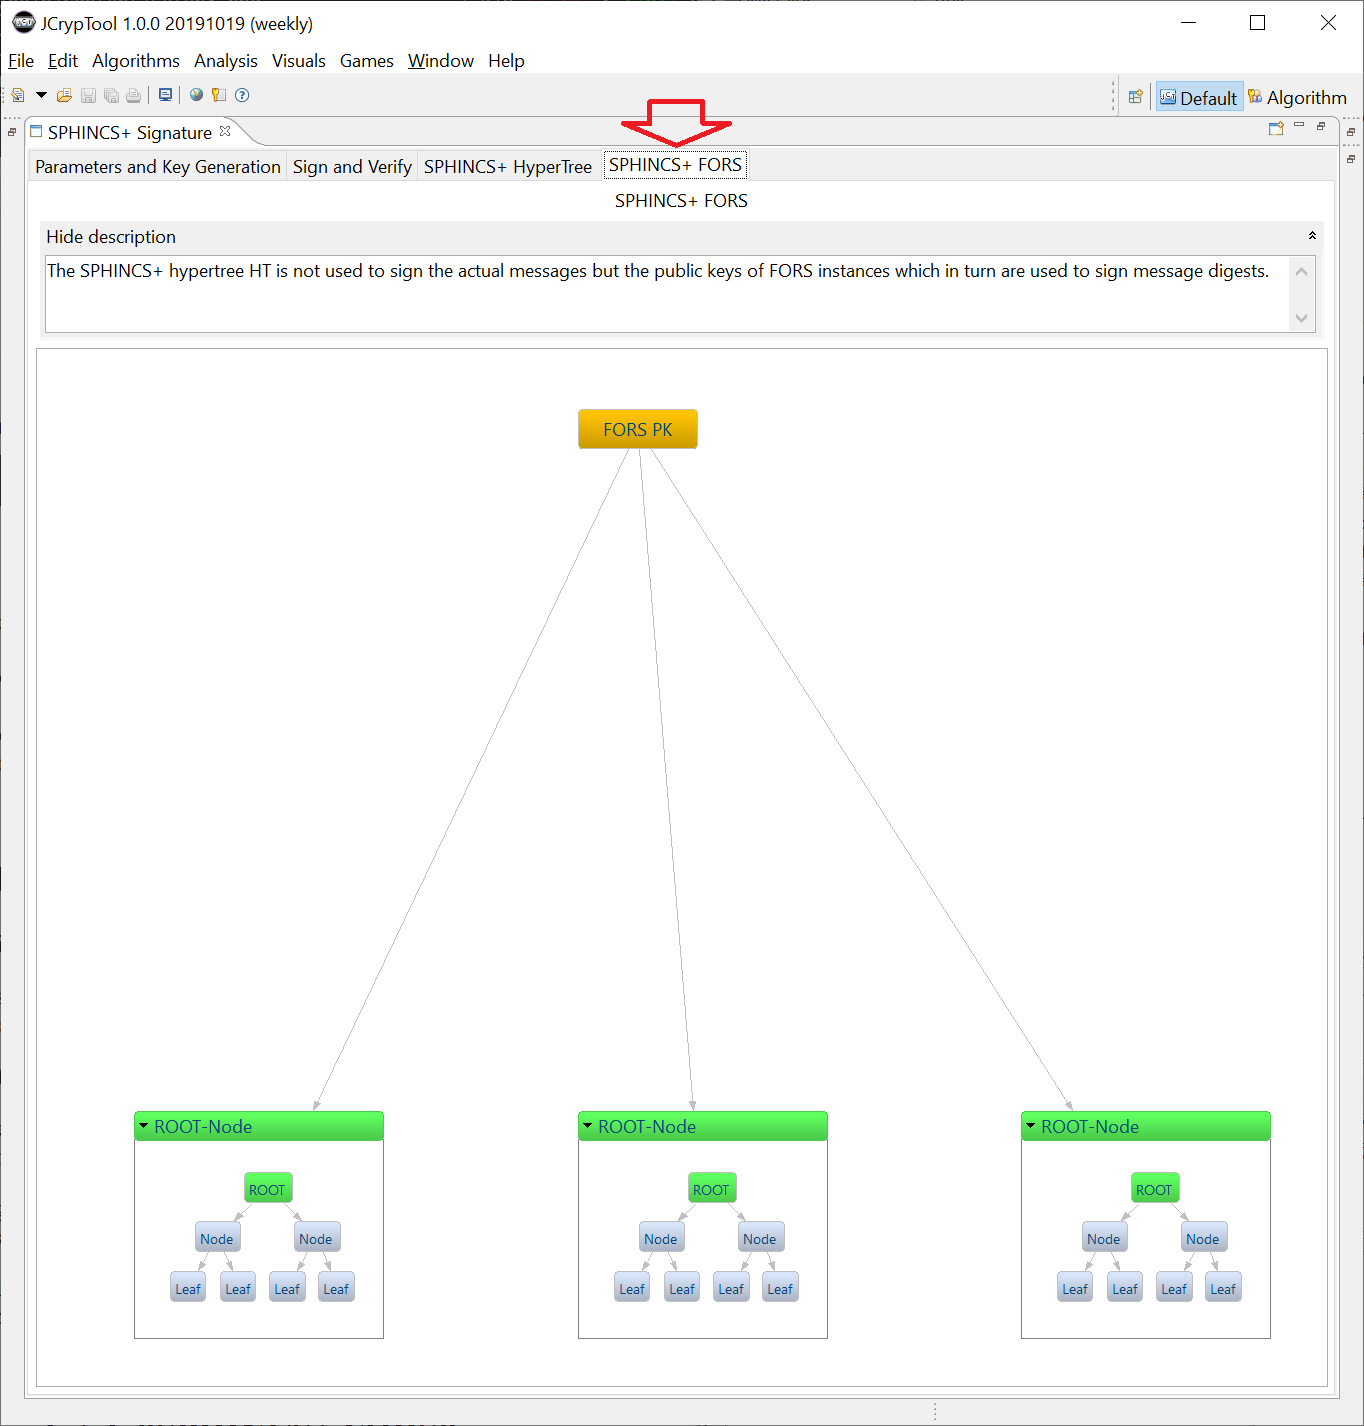 JCrypTool 1.0.0 20191019 (weekly)
File Edit Algorithms Analysis Visuals Games Window Help
Default Algorithm
SPHINCS+ Signature
Parameters and Key Generation Sign and Verify SPHINCS+ HyperTree SPHINCS+ FORS
SPHINCS+ FORS
Hide description
The SPHINCS+ hypertree HT is not used to sign the actual messages but the public keys of FORS instances which in turn are used to sign message digests.
FORS PK
ROOT-Node ROOT-Node ROOT-Node
ROOT ROOT ROOT
Node Node Node Node Node Node
Leaf Leaf Leaf Leaf Leaf Leaf Leaf Leaf Leaf Leaf Leaf Leaf